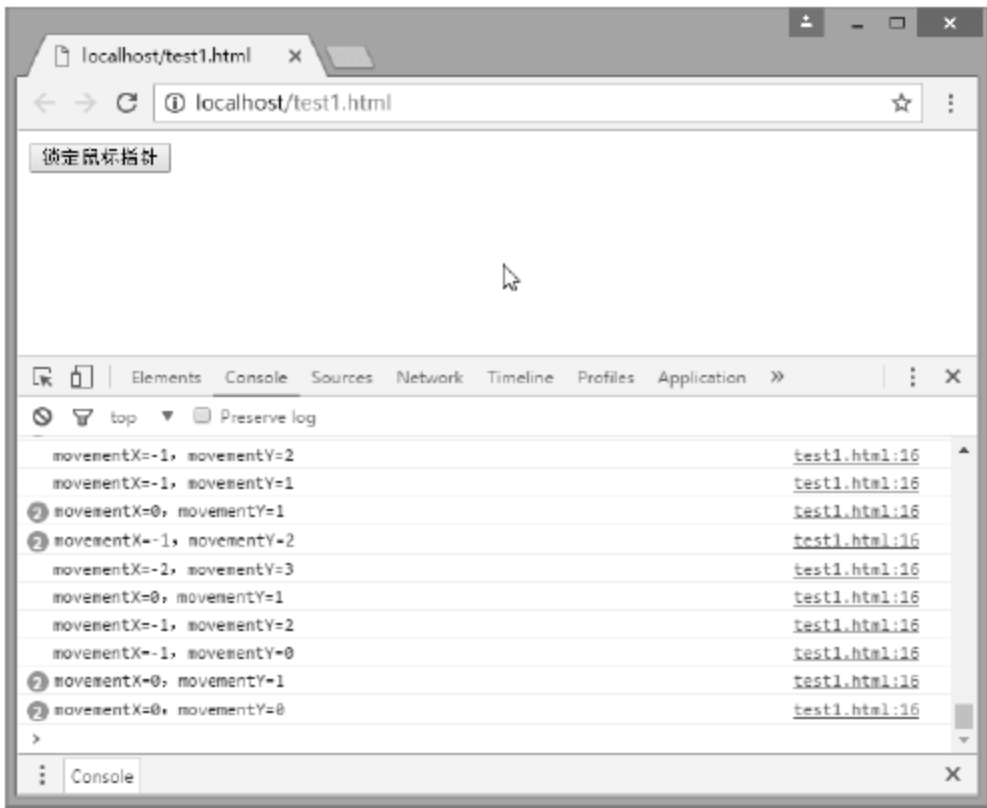 localhost/test1.html
localhost/test1.html
锁定鼠标指针
Elements Console Sources Network Timeline Profiles Application »
top ▼ Preserve log
movementX=-1, movementY=2 test1.html:16
movementX=-1, movementY=1 test1.html:16
2 movementX=0, movementY=1 test1.html:16
2 movementX=-1, movementY=2 test1.html:16
movementX=-2, movementY=3 test1.html:16
movementX=0, movementY=1 test1.html:16
movementX=-1, movementY=2 test1.html:16
movementX=-1, movementY=0 test1.html:16
2 movementX=0, movementY=1 test1.html:16
2 movementX=0, movementY=0 test1.html:16
>
Console